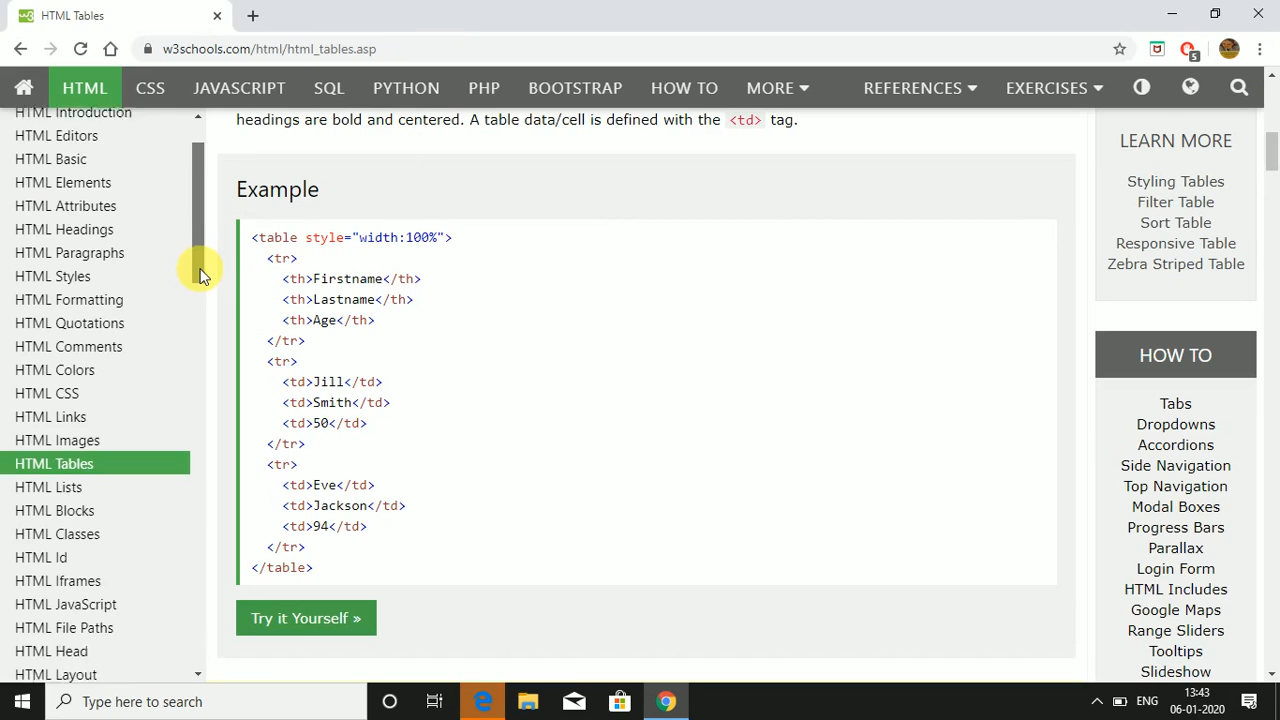 HTML Tables
w3schools.com/html/html_tables.asp
5
HTML CSS JAVASCRIPT SQL PYTHON PHP BOOTSTRAP HOW TO MORE REFERENCES EXERCISES
HTML Introduction
HTML Editors
HTML Basic
HTML Elements
HTML Attributes
HTML Headings
HTML Paragraphs
HTML Styles
HTML Formatting
HTML Quotations
HTML Comments
HTML Colors
HTML CSS
HTML Links
HTML Images
HTML Tables
HTML Lists
HTML Blocks
HTML Classes
HTML Id
HTML Iframes
HTML JavaScript
HTML File Paths
HTML Head
HTML Layout
headings are bold and centered. A table data/cell is defined with the <td> tag.
Example
<table style="width:100%">
<tr>
<th>Firstname</th>
<th>Lastname</th>
<th>Age</th>
</tr>
<tr>
<td>Jill</td>
<td>Smith</td>
<td>50</td>
</tr>
<tr>
<td>Eve</td>
<td>Jackson</td>
<td>94</td>
</tr>
</table>
Try it Yourself »
LEARN MORE
Styling Tables
Filter Table
Sort Table
Responsive Table
Zebra Striped Table
HOW TO
Tabs
Dropdowns
Accordions
Side Navigation
Top Navigation
Modal Boxes
Progress Bars
Parallax
Login Form
HTML Includes
Google Maps
Range Sliders
Tooltips
Slideshow
Type here to search
ENG
13:43
06-01-2020